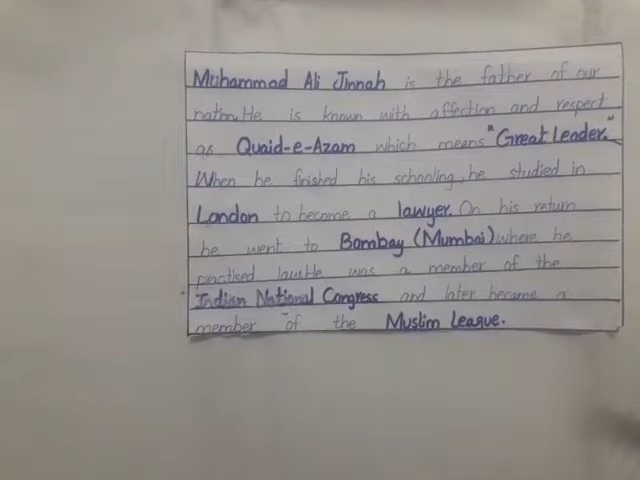 Muhammad Ali Jinnah is the father of our
nation. He is known with affection and respect
as Quaid-e-Azam which means "Great Leader."
When he finished his schooling, he studied in
London to become a lawyer. On his return
he went to Bombay (Mumbai) where he
practised law. He was a member of the
Indian National Congress and later became a
member of the Muslim League.